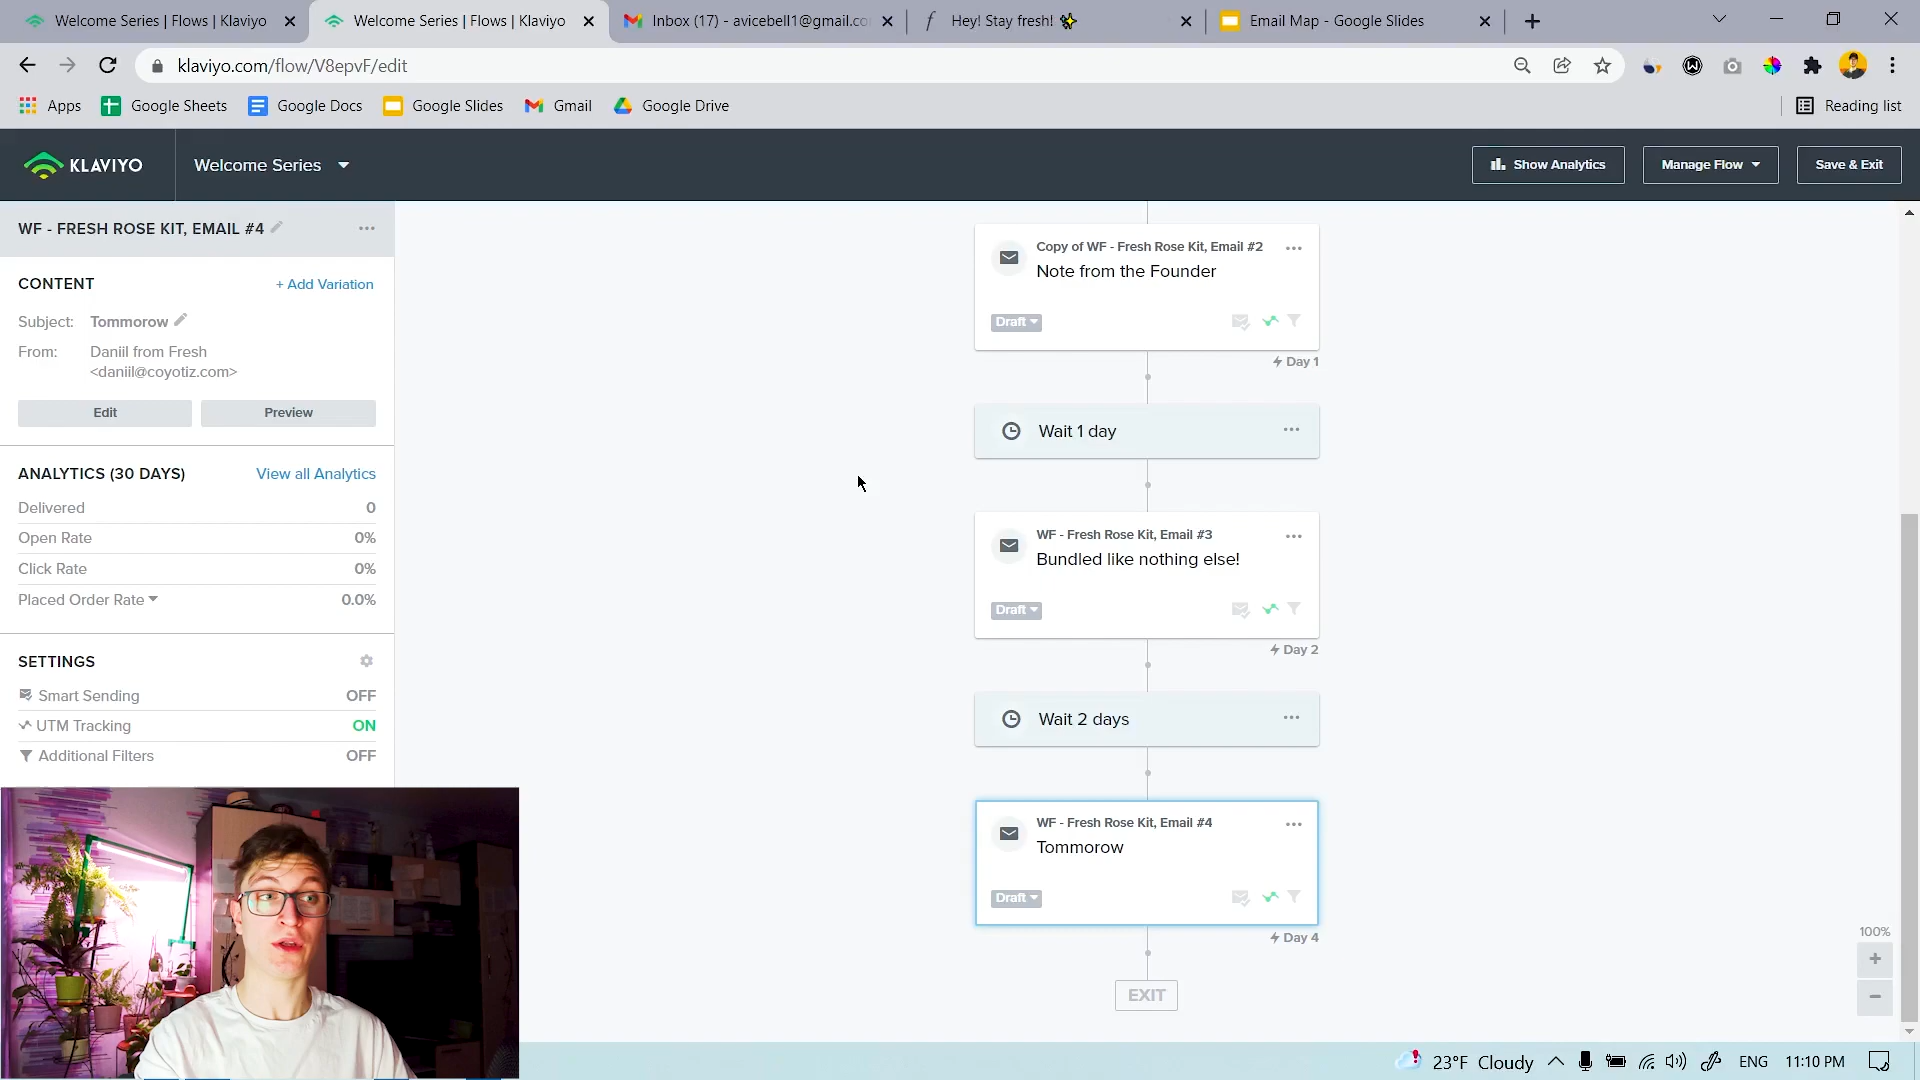 Welcome Series | Flows | Klaviyo
Welcome Series | Flows | Klaviyo
Inbox (17) - avicebell1@gmail.co
Hey! Stay fresh! ✨
Email Map - Google Slides
klaviyo.com/flow/V8epvF/edit
Apps
Google Sheets
Google Docs
Google Slides
Gmail
Google Drive
Reading list
KLAVIYO
Welcome Series
Show Analytics
Manage Flow
Save & Exit
WF - FRESH ROSE KIT, EMAIL #4
CONTENT
+ Add Variation
Subject: Tommorow
From: Daniil from Fresh
<daniil@coyotiz.com>
Edit
Preview
ANALYTICS (30 DAYS)
View all Analytics
Delivered 0
Open Rate 0%
Click Rate 0%
Placed Order Rate 0.0%
SETTINGS
Smart Sending OFF
UTM Tracking ON
Additional Filters OFF
Copy of WF - Fresh Rose Kit, Email #2
Note from the Founder
Draft
Day 1
Wait 1 day
WF - Fresh Rose Kit, Email #3
Bundled like nothing else!
Draft
Day 2
Wait 2 days
WF - Fresh Rose Kit, Email #4
Tommorow
Draft
Day 4
EXIT
100%
23°F Cloudy
ENG
11:10 PM